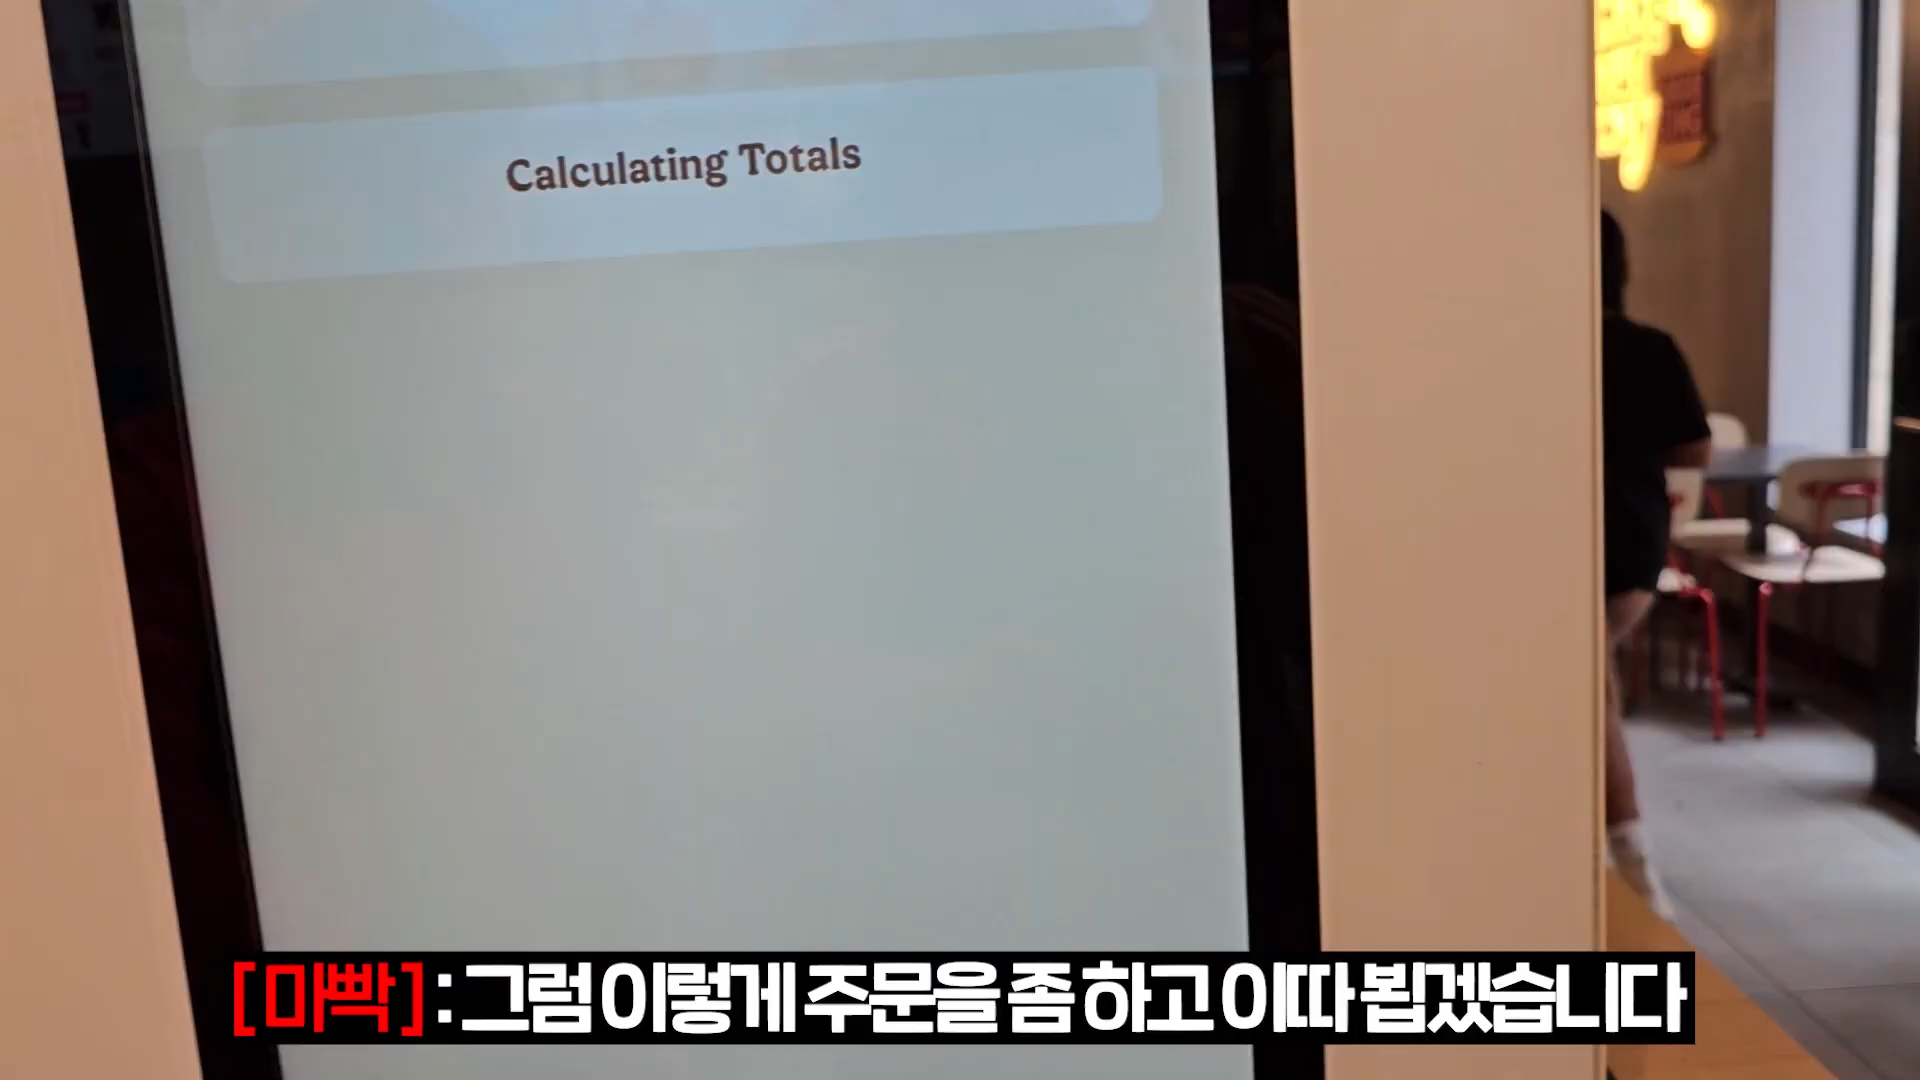 Calculating Totals
[마빡]:그럼 이렇게 주문을 좀 하고 이따 뵙겠습니다